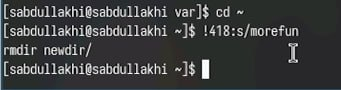 [sabdullakhi@sabdullakhi var]$ cd ~
[sabdullakhi@sabdullakhi ~]$ !418:s/morefun
rmdir newdir/
[sabdullakhi@sabdullakhi ~]$